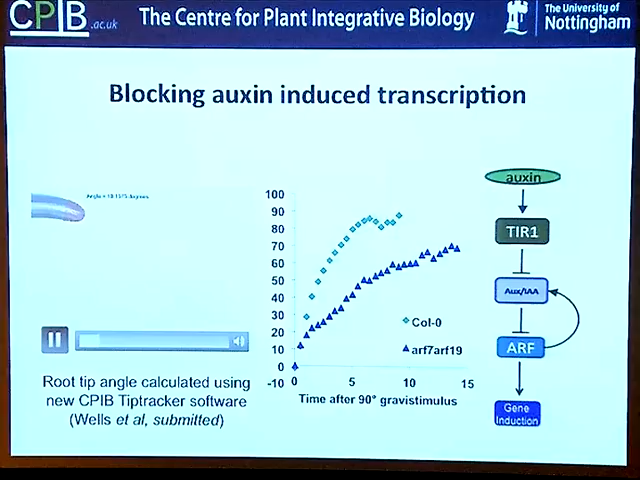 CPIB.ac.uk
The Centre for Plant Integrative Biology
The University of
Nottingham
Blocking auxin induced transcription
100
90
80
70
60
50
40
30
20
10
0
-10
0
5
10
15
Time after 90° gravistimulus
Col-0
arf7arf19
Root tip angle calculated using
new CPIB Tiptracker software
(Wells et al, submitted)
auxin
TIR1
Aux/IAA
ARF
Gene
Induction